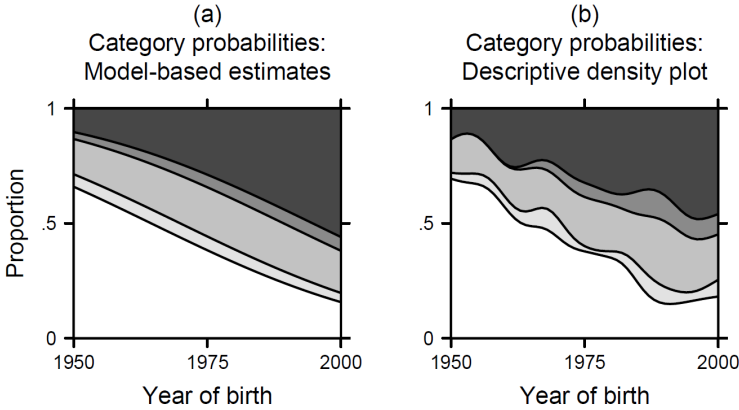 (a)
Category probabilities:
Model-based estimates
1
.5
0
Proportion
1950
1975
2000
Year of birth
(b)
Category probabilities:
Descriptive density plot
1
.5
0
1950
1975
2000
Year of birth